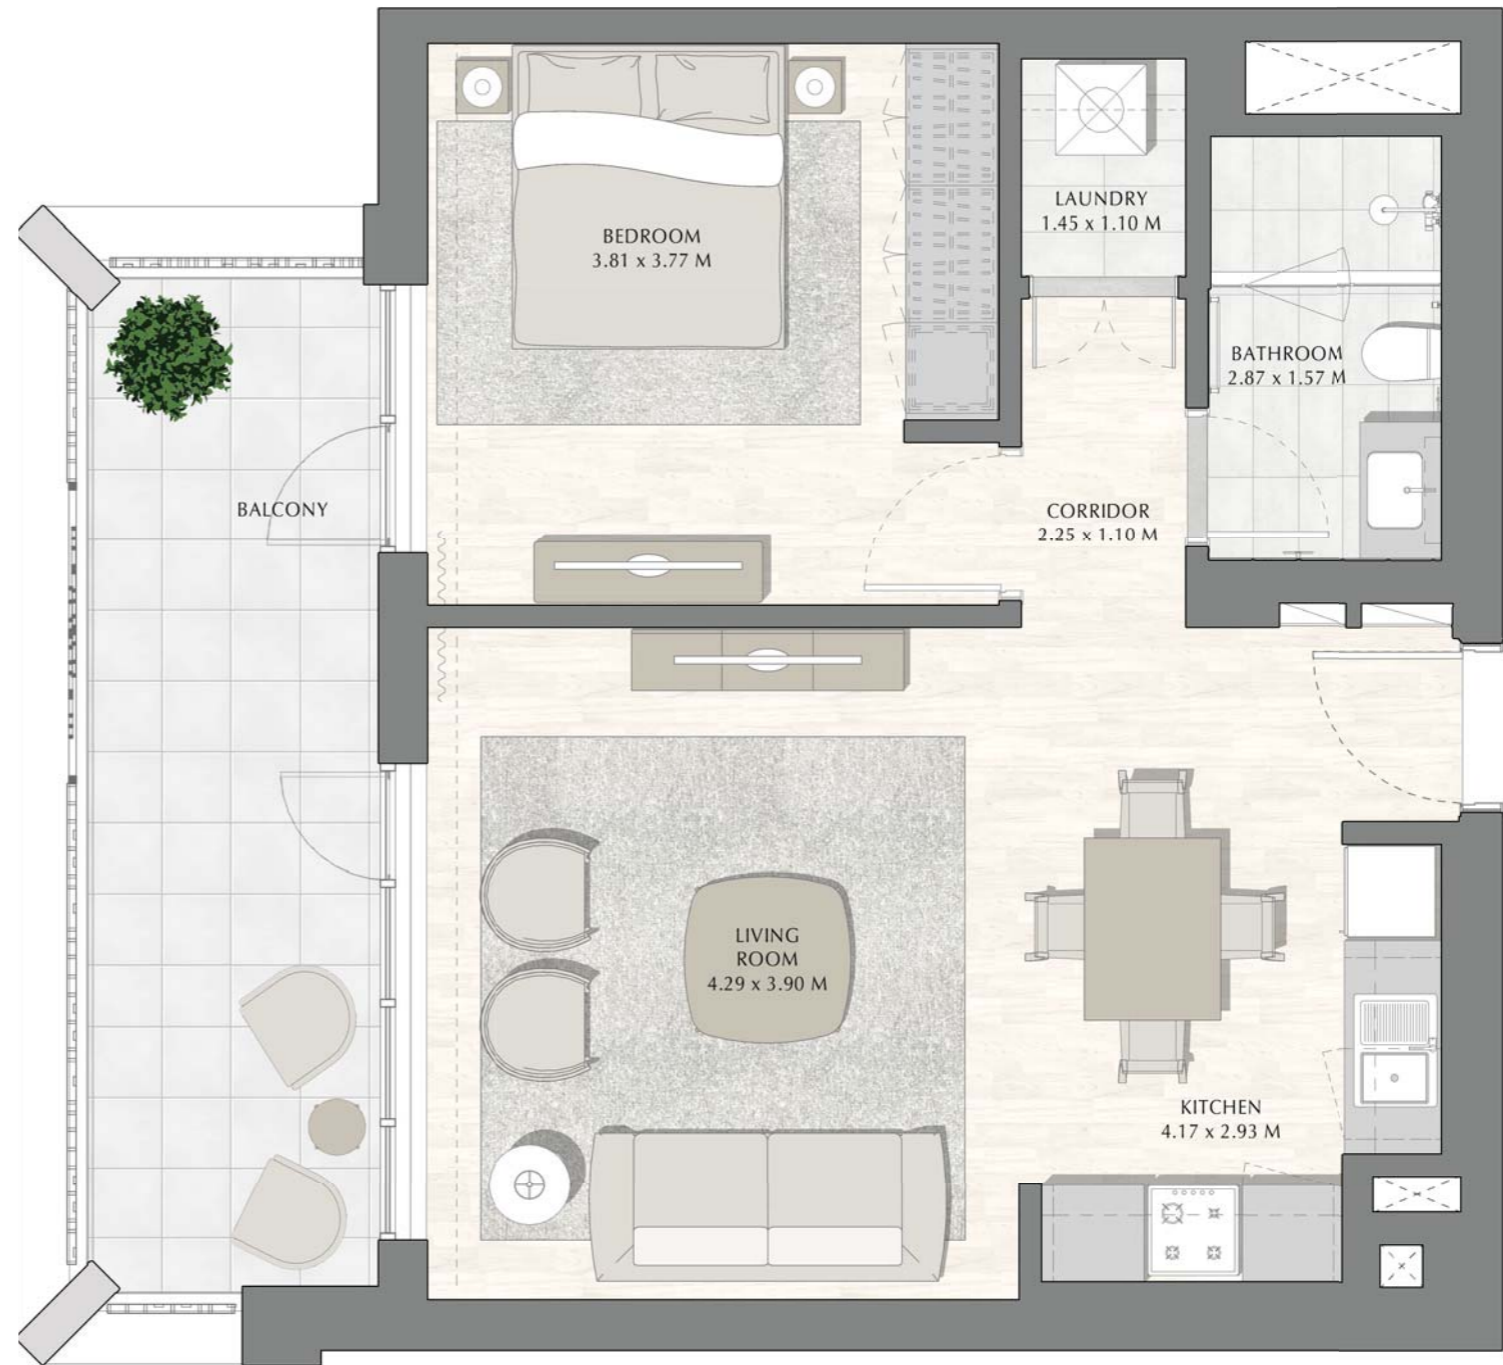 LAUNDRY
1.45 x 1.10 M
BEDROOM
3.81 x 3.77 M
BATHROOM
2.87 x 1.57 M
BALCONY
CORRIDOR
2.25 x 1.10 M
LIVING
ROOM
4.29 x 3.90 M
KITCHEN
4.17 x 2.93 M